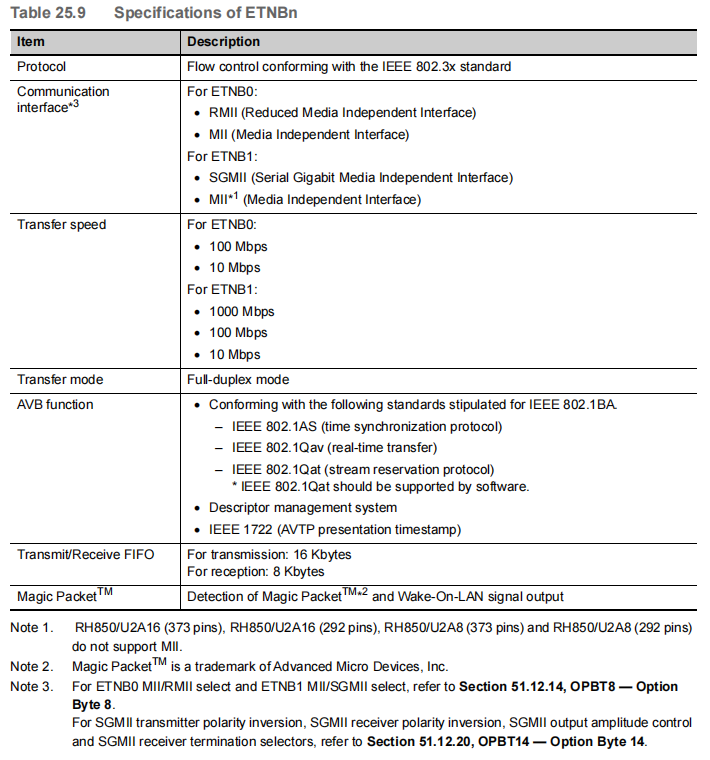 Table 25.9 Specifications of ETNBn
Item Description
Protocol Flow control conforming with the IEEE 802.3x standard
Communication interface*3
For ETNB0:
• RMII (Reduced Media Independent Interface)
• MII (Media Independent Interface)
For ETNB1:
• SGMII (Serial Gigabit Media Independent Interface)
• MII*1 (Media Independent Interface)
Transfer speed For ETNB0:
• 100 Mbps
• 10 Mbps
For ETNB1:
• 1000 Mbps
• 100 Mbps
• 10 Mbps
Transfer mode Full-duplex mode
AVB function • Conforming with the following standards stipulated for IEEE 802.1BA.
– IEEE 802.1AS (time synchronization protocol)
– IEEE 802.1Qav (real-time transfer)
– IEEE 802.1Qat (stream reservation protocol)
* IEEE 802.1Qat should be supported by software.
• Descriptor management system
• IEEE 1722 (AVTP presentation timestamp)
Transmit/Receive FIFO For transmission: 16 Kbytes
For reception: 8 Kbytes
Magic PacketTM Detection of Magic PacketTM*2 and Wake-On-LAN signal output
Note 1. RH850/U2A16 (373 pins), RH850/U2A16 (292 pins), RH850/U2A8 (373 pins) and RH850/U2A8 (292 pins)
do not support MII.
Note 2. Magic PacketTM is a trademark of Advanced Micro Devices, Inc.
Note 3. For ETNB0 MII/RMII select and ETNB1 MII/SGMII select, refer to Section 51.12.14, OPBT8 — Option
Byte 8.
For SGMII transmitter polarity inversion, SGMII receiver polarity inversion, SGMII output amplitude control
and SGMII receiver termination selectors, refer to Section 51.12.20, OPBT14 — Option Byte 14.